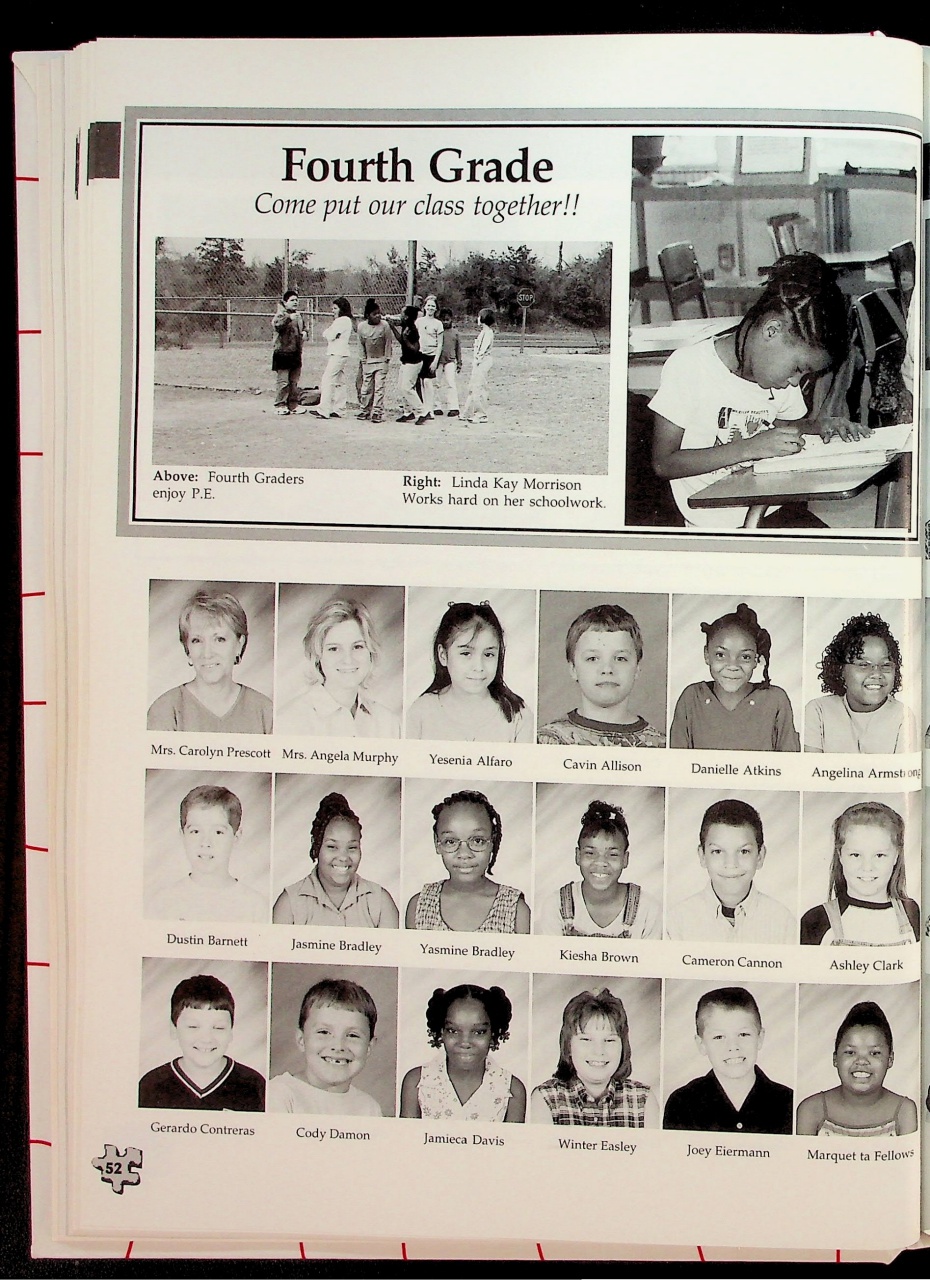 Fourth Grade
Come put our class together!!
STOP
Above: Fourth Graders
enjoy P.E.
Right: Linda Kay Morrison
Works hard on her schoolwork.
Mrs. Carolyn Prescott Mrs. Angela Murphy Yesenia Alfaro Cavin Allison Danielle Atkins Angelina Armstrong
Dustin Barnett Jasmine Bradley Yasmine Bradley Kiesha Brown Cameron Cannon Ashley Clark
Gerardo Contreras Cody Damon Jamieca Davis Winter Easley Joey Eiermann Marquet ta Fellows
52